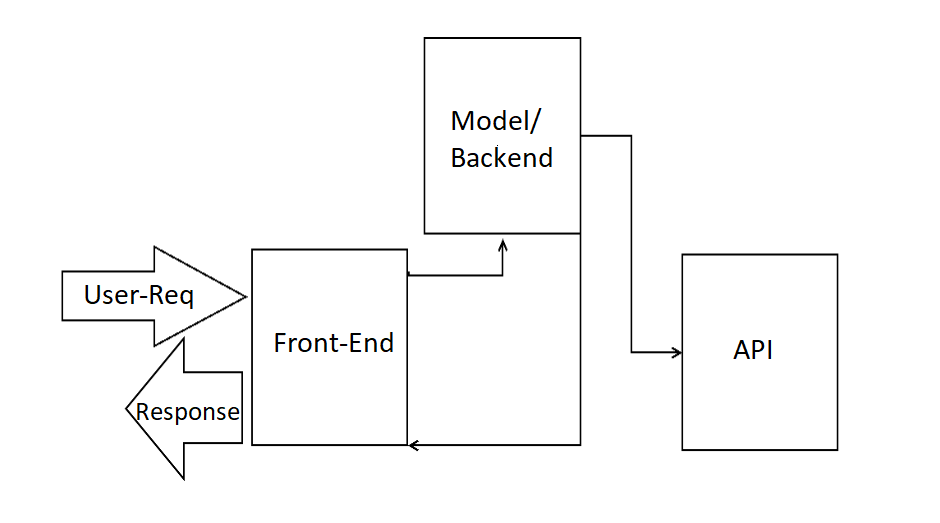 Model/
Backend
User-Req
Front-End
API
Response